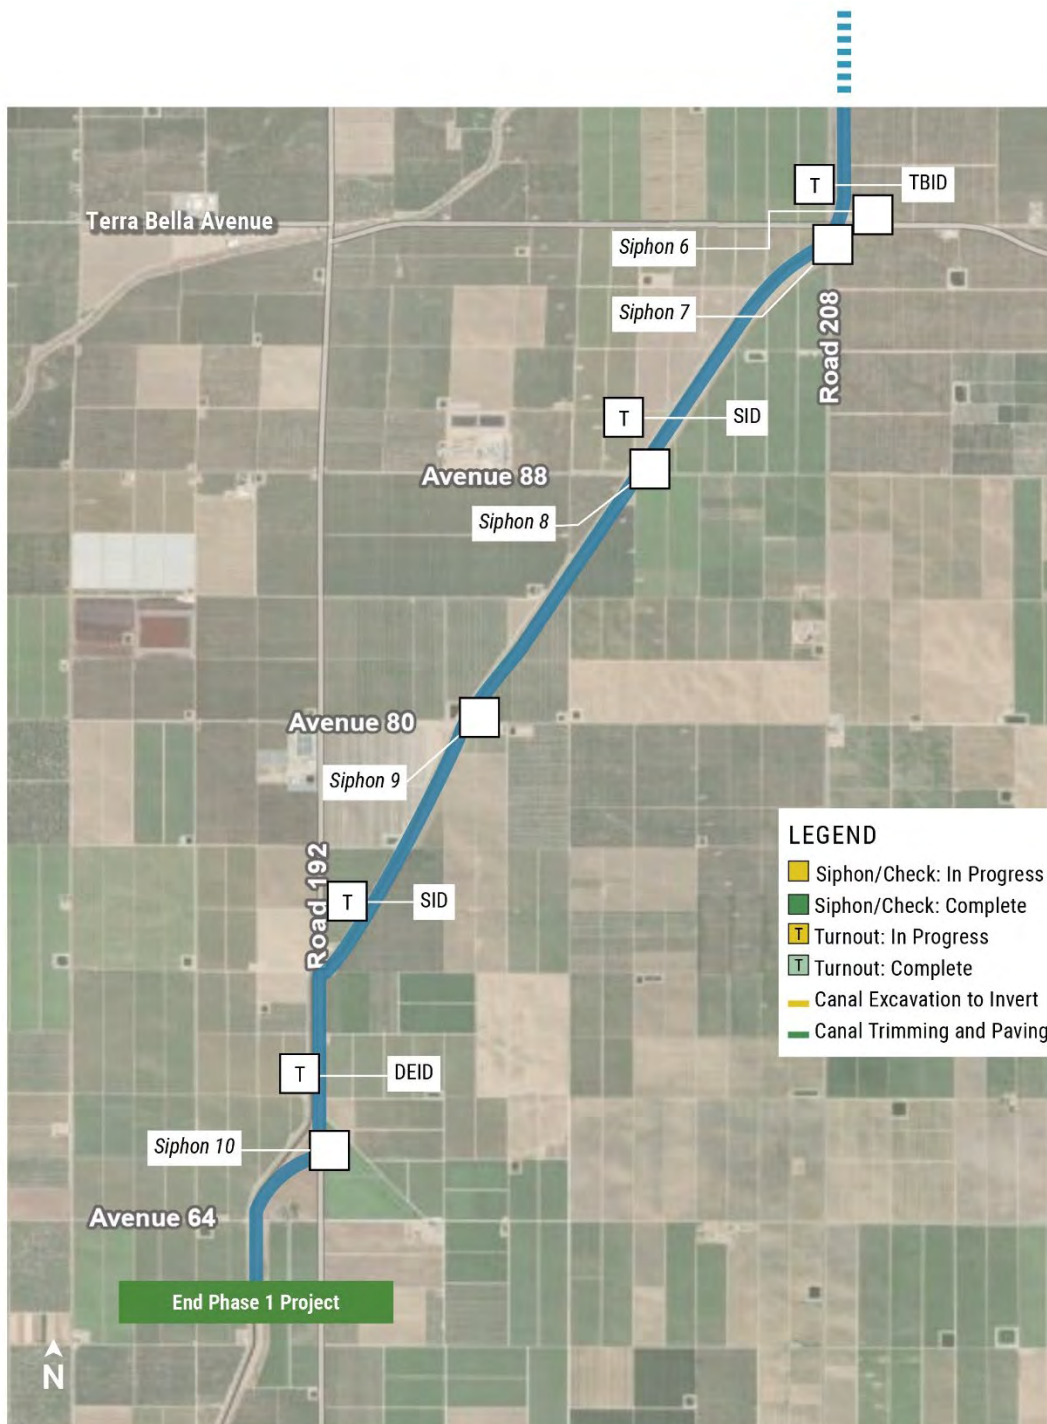 T
TBID
Terra Bella Avenue
Siphon 6
Siphon 7
Road 208
T
SID
Avenue 88
Siphon 8
Avenue 80
Siphon 9
Road 192
T
SID
LEGEND
Siphon/Check: In Progress
Siphon/Check: Complete
T Turnout: In Progress
T Turnout: Complete
Canal Excavation to Invert
Canal Trimming and Paving
T
DEID
Siphon 10
Avenue 64
End Phase 1 Project
N